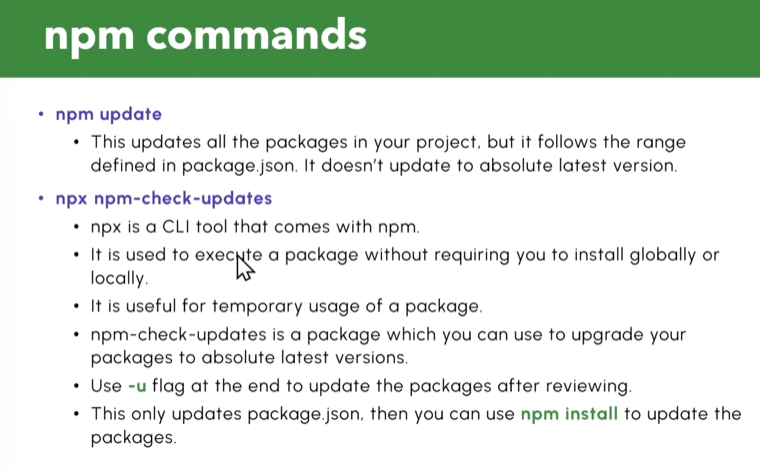 npm commands
• npm update
• This updates all the packages in your project, but it follows the range
defined in package.json. It doesn't update to absolute latest version.
• npx npm-check-updates
• npx is a CLI tool that comes with npm.
• It is used to execute a package without requiring you to install globally or
locally.
• It is useful for temporary usage of a package.
• npm-check-updates is a package which you can use to upgrade your
packages to absolute latest versions.
• Use -u flag at the end to update the packages after reviewing.
• This only updates package.json, then you can use npm install to update the
packages.